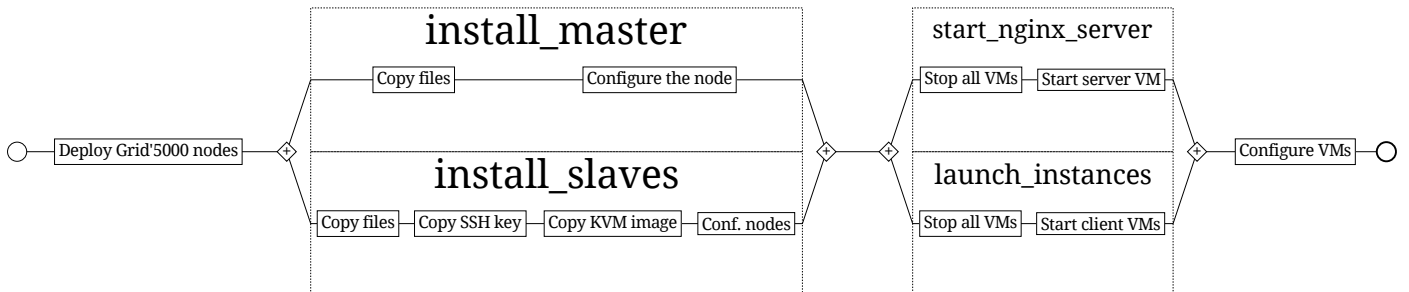 install_master
start_nginx_server
Copy files
Configure the node
Stop all VMs
Start server VM
Deploy Grid'5000 nodes
+
+
+
+
Configure VMs
install_slaves
launch_instances
Copy files
Copy SSH key
Copy KVM image
Conf. nodes
Stop all VMs
Start client VMs